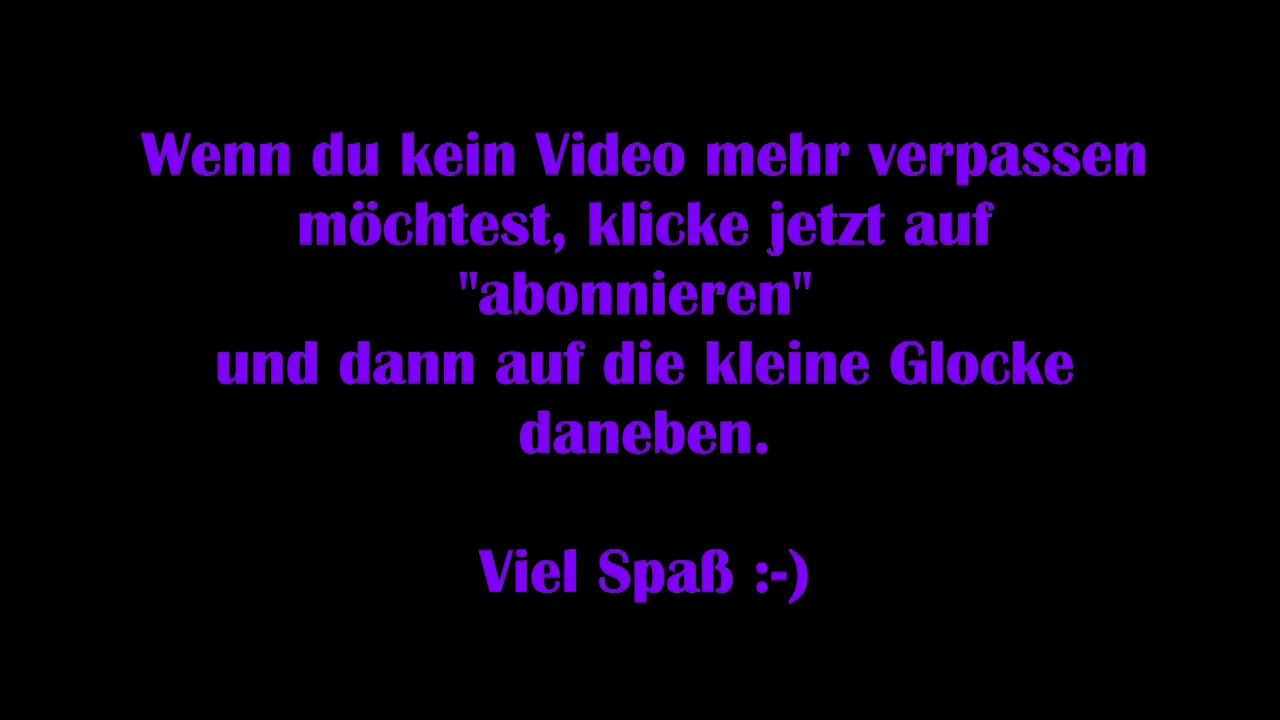 Wenn du kein Video mehr verpassen
möchtest, klicke jetzt auf
"abonnieren"
und dann auf die kleine Glocke
daneben.
Viel Spaß :-)